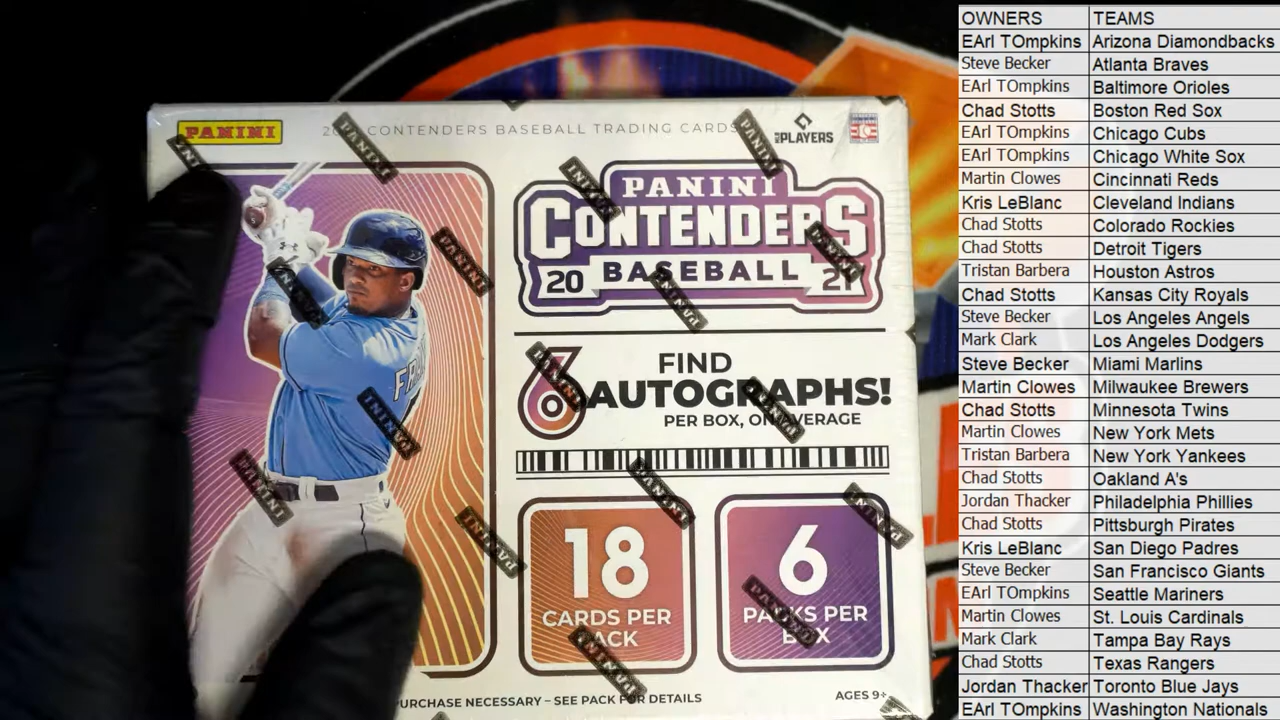 PANINI
CONTENDERS BASEBALL TRADING CARDS
MLB PLAYERS
PANINI
CONTENDERS
20 BASEBALL 21
6
FIND
AUTOGRAPHS!
PER BOX, ON AVERAGE
18
CARDS PER
PACK
6
PACKS PER
BOX
PURCHASE NECESSARY – SEE PACK FOR DETAILS
AGES 9+
OWNERS TEAMS
EArl TOmpkins Arizona Diamondbacks
Steve Becker Atlanta Braves
EArl TOmpkins Baltimore Orioles
Chad Stotts Boston Red Sox
EArl TOmpkins Chicago Cubs
EArl TOmpkins Chicago White Sox
Martin Clowes Cincinnati Reds
Kris LeBlanc Cleveland Indians
Chad Stotts Colorado Rockies
Chad Stotts Detroit Tigers
Tristan Barbera Houston Astros
Chad Stotts Kansas City Royals
Steve Becker Los Angeles Angels
Mark Clark Los Angeles Dodgers
Steve Becker Miami Marlins
Martin Clowes Milwaukee Brewers
Chad Stotts Minnesota Twins
Martin Clowes New York Mets
Tristan Barbera New York Yankees
Chad Stotts Oakland A's
Jordan Thacker Philadelphia Phillies
Chad Stotts Pittsburgh Pirates
Kris LeBlanc San Diego Padres
Steve Becker San Francisco Giants
EArl TOmpkins Seattle Mariners
Martin Clowes St. Louis Cardinals
Mark Clark Tampa Bay Rays
Chad Stotts Texas Rangers
Jordan Thacker Toronto Blue Jays
EArl TOmpkins Washington Nationals